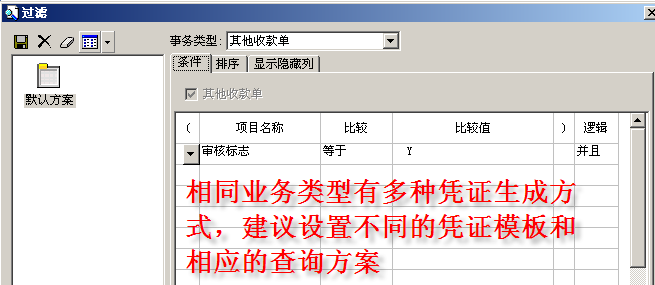 过滤
事务类型: 其他收款单
默认方案
条件 排序 显示隐藏列
其他收款单
( 项目名称 比较 比较值 ) 逻辑
审核标志 等于 Y 并且
相同业务类型有多种凭证生成方
式，建议设置不同的凭证模板和
相应的查询方案